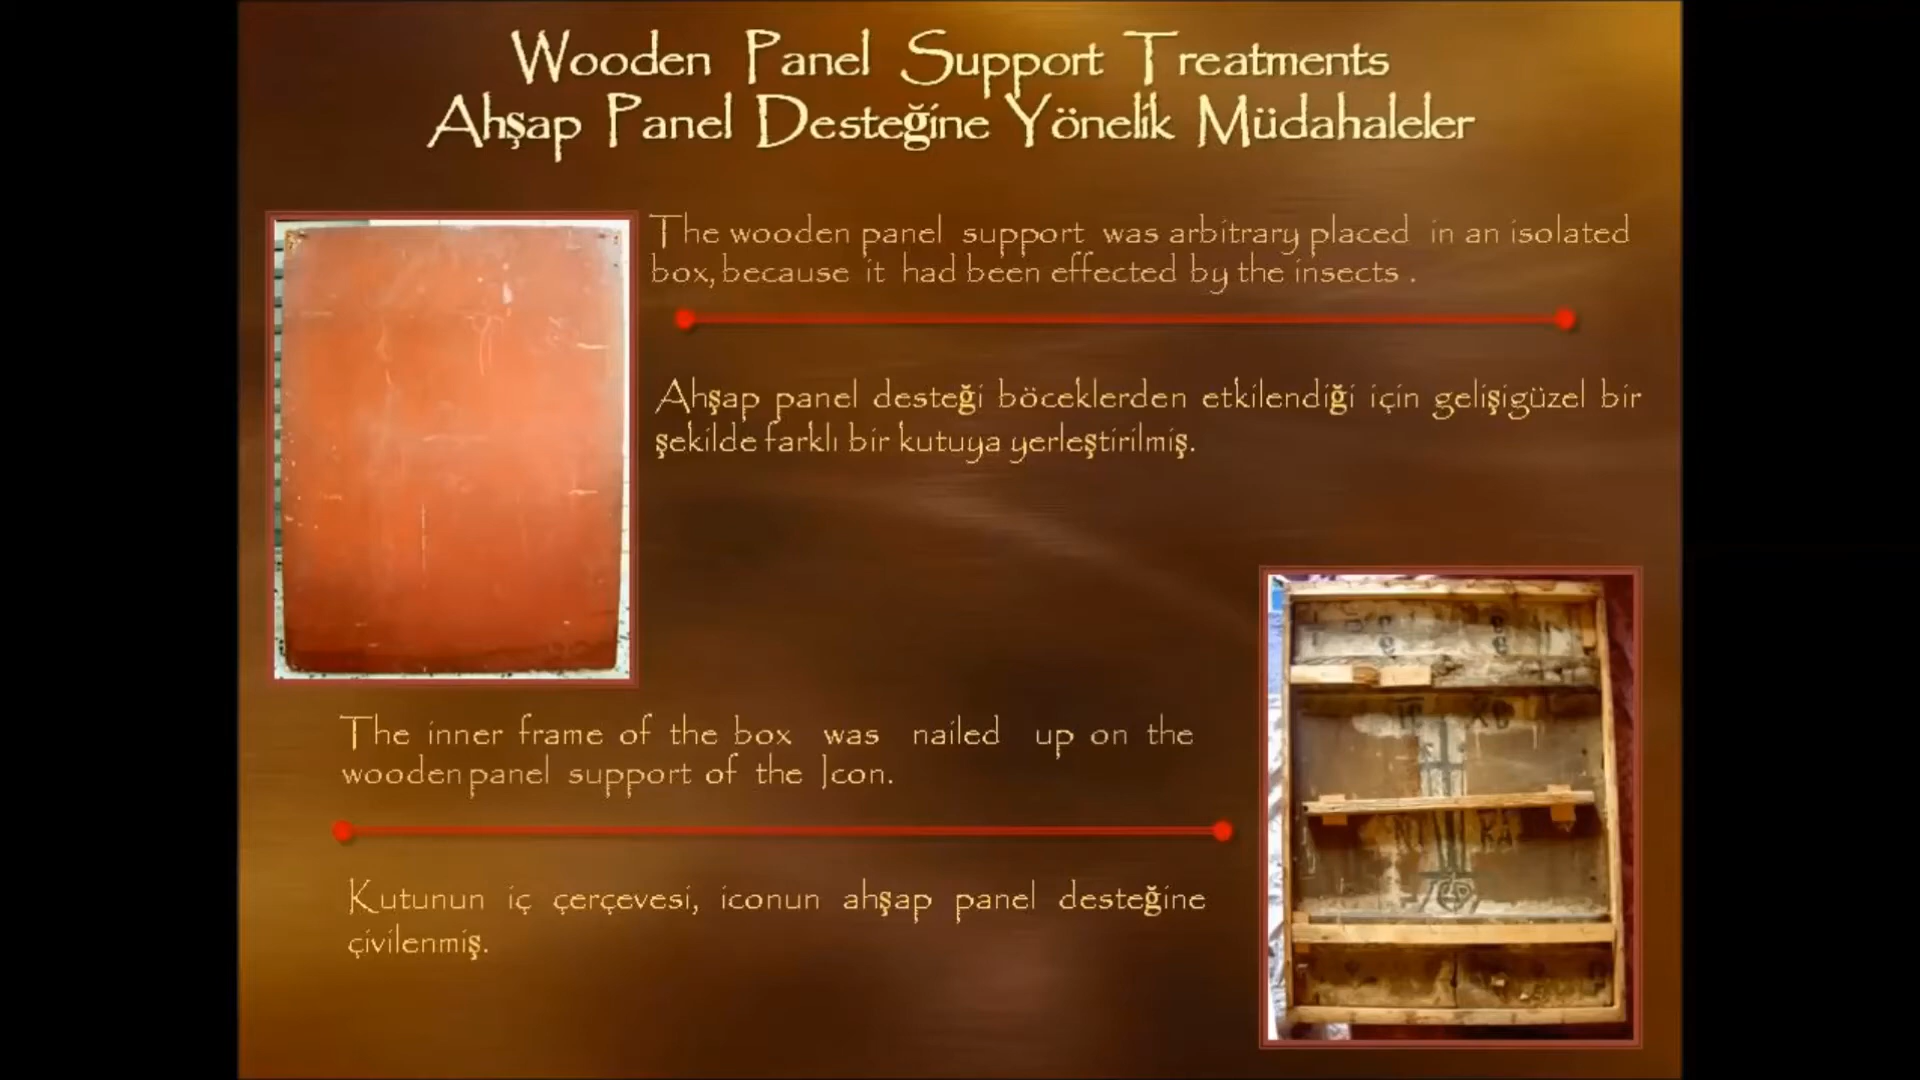 Wooden Panel Support Treatments
Ahşap Panel Desteğine Yönelik Müdahaleler
The wooden panel support was arbitrary placed in an isolated
box, because it had been effected by the insects .
Ahşap panel desteği böceklerden etkilendiği için gelişigüzel bir
şekilde farklı bir kutuya yerleştirilmiş.
The inner frame of the box was nailed up on the
wooden panel support of the Icon.
Kutunun iç çerçevesi, iconun ahşap panel desteğine
çivilenmiş.
NI KA